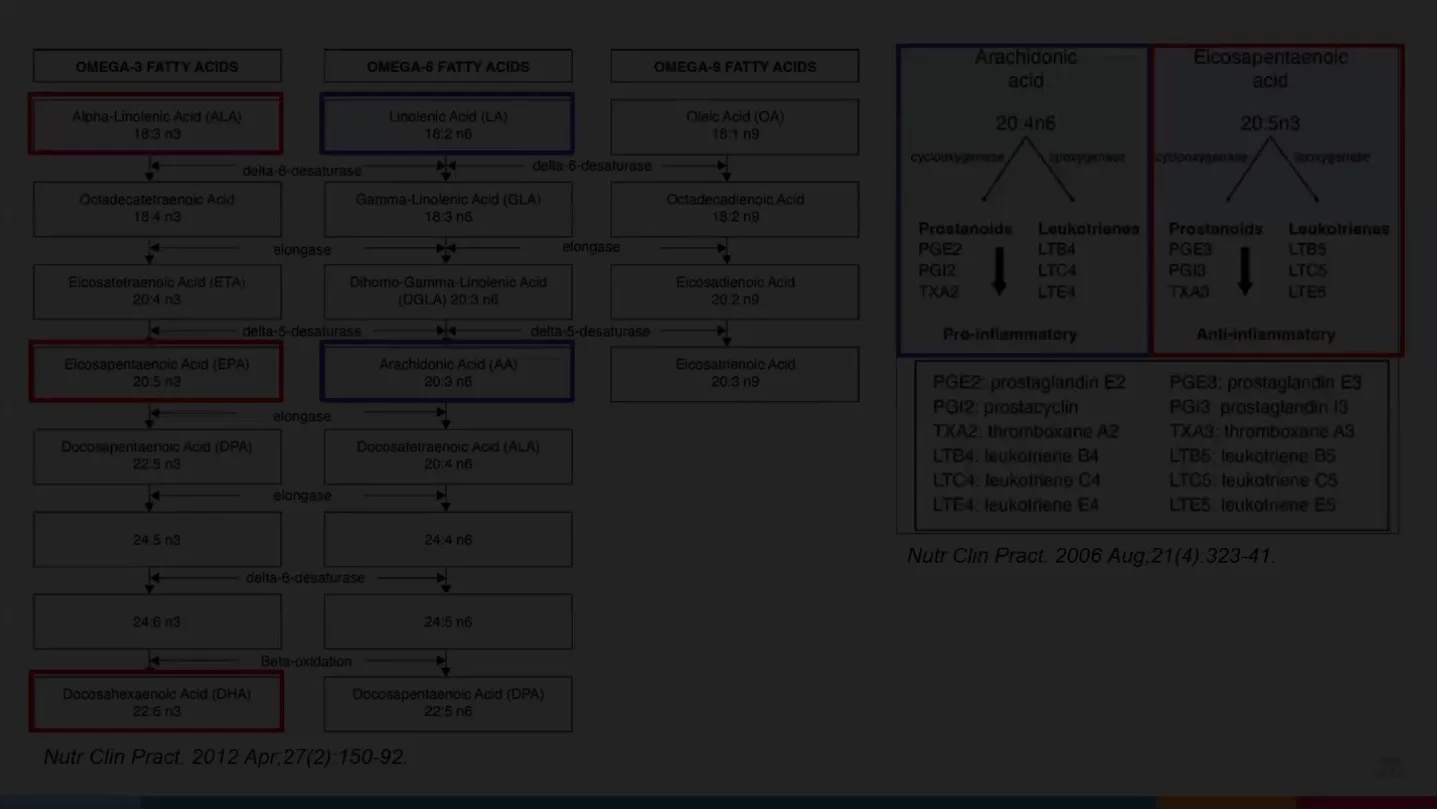 OMEGA-3 FATTY ACIDS
OMEGA-6 FATTY ACIDS
OMEGA-9 FATTY ACIDS
Alpha-Linolenic Acid (ALA)
18:3 n3
Linolenic Acid (LA)
18:2 n6
Oleic Acid (OA)
18:1 n9
delta-6-desaturase
delta-6-desaturase
Octadecatetraenoic Acid
18:4 n3
Gamma-Linolenic Acid (GLA)
18:3 n6
Octadecadienoic Acid
18:2 n9
elongase
elongase
Eicosatetraenoic Acid (ETA)
20:4 n3
Dihomo-Gamma-Linolenic Acid
(DGLA) 20:3 n6
Eicosadienoic Acid
20:2 n9
delta-5-desaturase
delta-5-desaturase
Eicosapentaenoic Acid (EPA)
20:5 n3
Arachidonic Acid (AA)
20:3 n6
Eicosatrienoic Acid
20:3 n9
elongase
Docosapentaenoic Acid (DPA)
22:5 n3
Docosatetraenoic Acid (ALA)
20:4 n6
elongase
24:5 n3
24:4 n6
delta-6-desaturase
24:6 n3
24:5 n6
Beta-oxidation
Docosahexaenoic Acid (DHA)
22:6 n3
Docosapentaenoic Acid (DPA)
22:5 n6
Nutr Clin Pract. 2012 Apr;27(2):150-92.
Arachidonic
acid
20:4n6
cyclooxygenase
lipoxygenase
Prostanoids
PGE2
PGI2
TXA2
Leukotrienes
LTB4
LTC4
LTE4
Pro-inflammatory
Eicosapentaenoic
acid
20:5n3
cyclooxygenase
lipoxygenase
Prostanoids
PGE3
PGI3
TXA3
Leukotrienes
LTB5
LTC5
LTE5
Anti-inflammatory
PGE2: prostaglandin E2
PGI2: prostacyclin
TXA2: thromboxane A2
LTB4: leukotriene B4
LTC4: leukotriene C4
LTE4: leukotriene E4
PGE3: prostaglandin E3
PGI3: prostaglandin I3
TXA3: thromboxane A3
LTB5: leukotriene B5
LTC5: leukotriene C5
LTE5: leukotriene E5
Nutr Clin Pract. 2006 Aug;21(4):323-41.